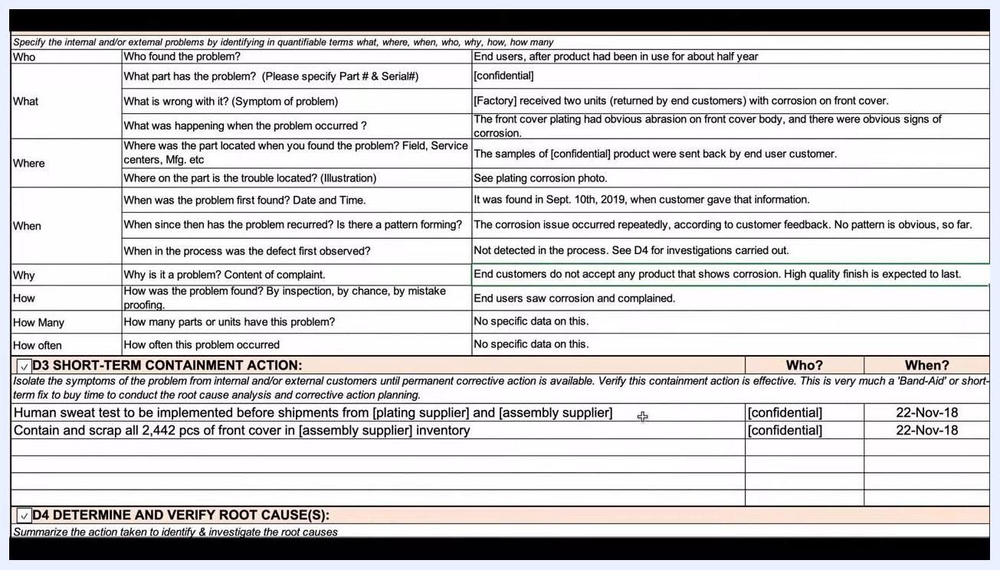 Specify the internal and/or external problems by identifying in quantifiable terms what, where, when, who, why, how, how many
Who
Who found the problem?
End users, after product had been in use for about half year
What
What part has the problem?  (Please specify Part # & Serial#)
[confidential]
What is wrong with it? (Symptom of problem)
[Factory] received two units (returned by end customers) with corrosion on front cover.
What was happening when the problem occurred ?
The front cover plating had obvious abrasion on front cover body, and there were obvious signs of
corrosion.
Where
Where was the part located when you found the problem? Field, Service
centers, Mfg. etc
The samples of [confidential] product were sent back by end user customer.
Where on the part is the trouble located? (Illustration)
See plating corrosion photo.
When
When was the problem first found? Date and Time.
It was found in Sept. 10th, 2019, when customer gave that information.
When since then has the problem recurred? Is there a pattern forming?
The corrosion issue occurred repeatedly, according to customer feedback. No pattern is obvious, so far.
When in the process was the defect first observed?
Not detected in the process. See D4 for investigations carried out.
Why
Why is it a problem? Content of complaint.
End customers do not accept any product that shows corrosion. High quality finish is expected to last.
How
How was the problem found? By inspection, by chance, by mistake
proofing.
End users saw corrosion and complained.
How Many
How many parts or units have this problem?
No specific data on this.
How often
How often this problem occurred
No specific data on this.
D3 SHORT-TERM CONTAINMENT ACTION:
Who?
When?
Isolate the symptoms of the problem from internal and/or external customers until permanent corrective action is available. Verify this containment action is effective. This is very much a 'Band-Aid' or short-
term fix to buy time to conduct the root cause analysis and corrective action planning.
Human sweat test to be implemented before shipments from [plating supplier] and [assembly supplier]
[confidential]
22-Nov-18
Contain and scrap all 2,442 pcs of front cover in [assembly supplier] inventory
[confidential]
22-Nov-18
D4 DETERMINE AND VERIFY ROOT CAUSE(S):
Summarize the action taken to identify & investigate the root causes